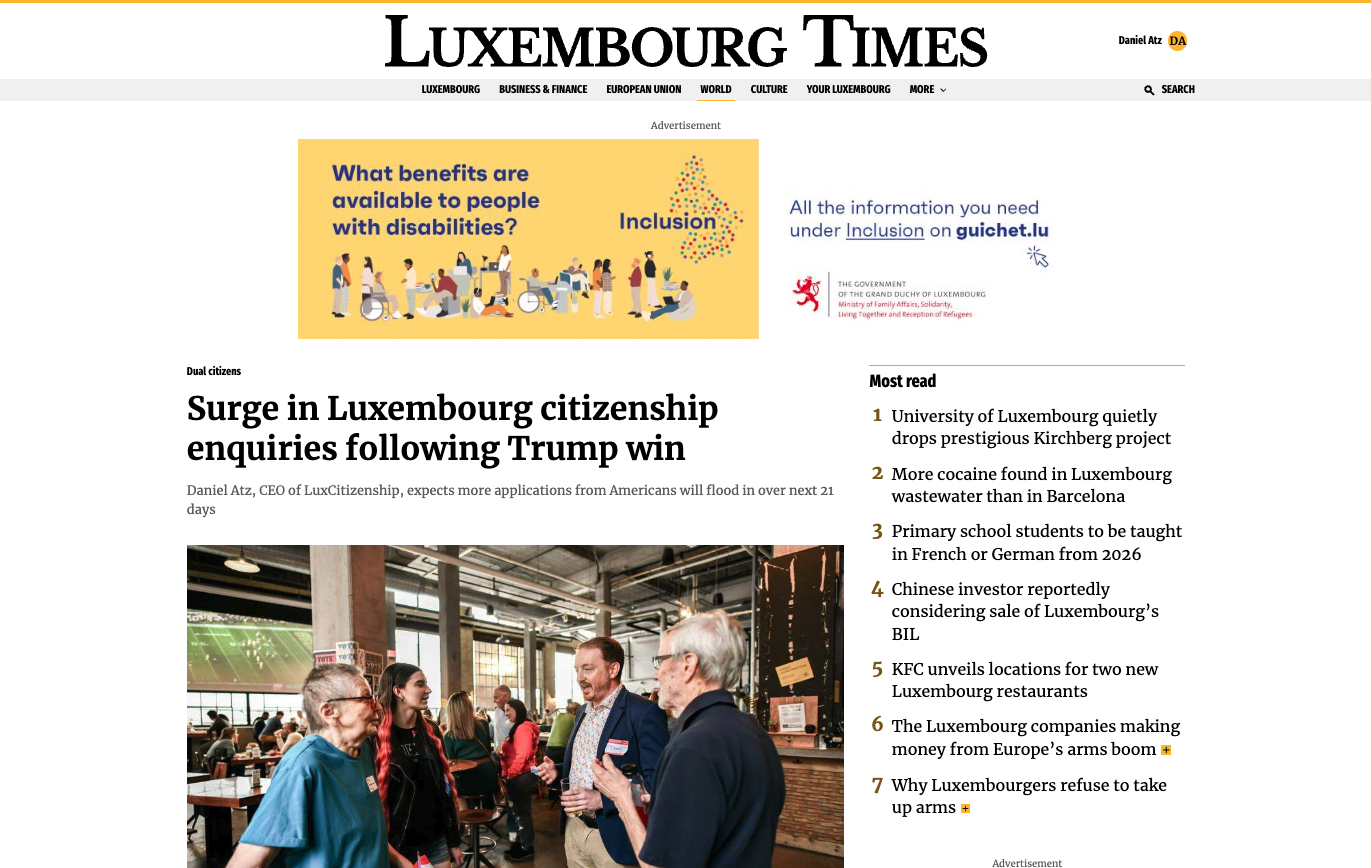 LUXEMBOURG TIMES
Daniel Atz DA
LUXEMBOURG BUSINESS & FINANCE EUROPEAN UNION WORLD CULTURE YOUR LUXEMBOURG MORE SEARCH
Advertisement
What benefits are
available to people
with disabilities?
Inclusion
All the information you need
under Inclusion on guichet.lu
THE GOVERNMENT
OF THE GRAND DUCHY OF LUXEMBOURG
Ministry of Family Affairs, Solidarity,
Living Together and Reception of Refugees
Dual citizens
Surge in Luxembourg citizenship
enquiries following Trump win
Daniel Atz, CEO of LuxCitizenship, expects more applications from Americans will flood in over next 21
days
VOTE
VOTE
Most read
1 University of Luxembourg quietly
drops prestigious Kirchberg project
2 More cocaine found in Luxembourg
wastewater than in Barcelona
3 Primary school students to be taught
in French or German from 2026
4 Chinese investor reportedly
considering sale of Luxembourg's
BIL
5 KFC unveils locations for two new
Luxembourg restaurants
6 The Luxembourg companies making
money from Europe's arms boom
7 Why Luxembourgers refuse to take
up arms
Advertisement